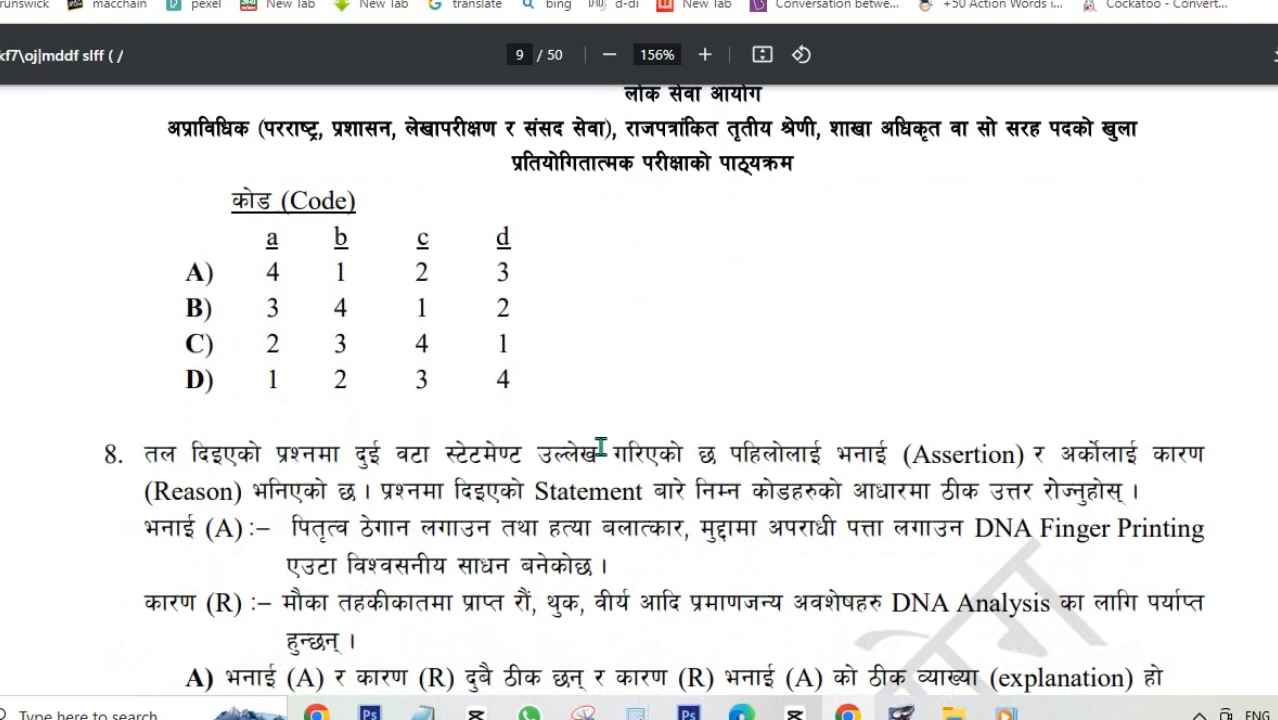 macchain
pexel
New Tab
New Tab
translate
bing
d-di
New Tab
Conversation betwe...
+50 Action Words i...
Cockatoo - Convert...
kf7\oj|mddf slff ( /
9 / 50
156%
लोक सेवा आयोग
अप्राविधिक (परराष्ट्र, प्रशासन, लेखापरीक्षण र संसद सेवा), राजपत्रांकित तृतीय श्रेणी, शाखा अधिकृत वा सो सरह पदको खुला
प्रतियोगितात्मक परीक्षाको पाठ्यक्रम
कोड (Code)
a b c d
A) 4 1 2 3
B) 3 4 1 2
C) 2 3 4 1
D) 1 2 3 4
8. तल दिइएको प्रश्नमा दुई वटा स्टेटमेण्ट उल्लेख गरिएको छ पहिलोलाई भनाई (Assertion) र अर्कोलाई कारण
(Reason) भनिएको छ । प्रश्नमा दिइएको Statement बारे निम्न कोडहरुको आधारमा ठीक उत्तर रोज्नुहोस् ।
भनाई (A) :– पितृत्व ठेगान लगाउन तथा हत्या बलात्कार, मुद्दामा अपराधी पत्ता लगाउन DNA Finger Printing
एउटा विश्वसनीय साधन बनेकोछ ।
कारण (R) :– मौका तहकीकातमा प्राप्त रौं, थुक, वीर्य आदि प्रमाणजन्य अवशेषहरु DNA Analysis का लागि पर्याप्त
हुन्छन् ।
A) भनाई (A) र कारण (R) दुबै ठीक छन् र कारण (R) भनाई (A) को ठीक व्याख्या (explanation) हो
Type here to search
ENG